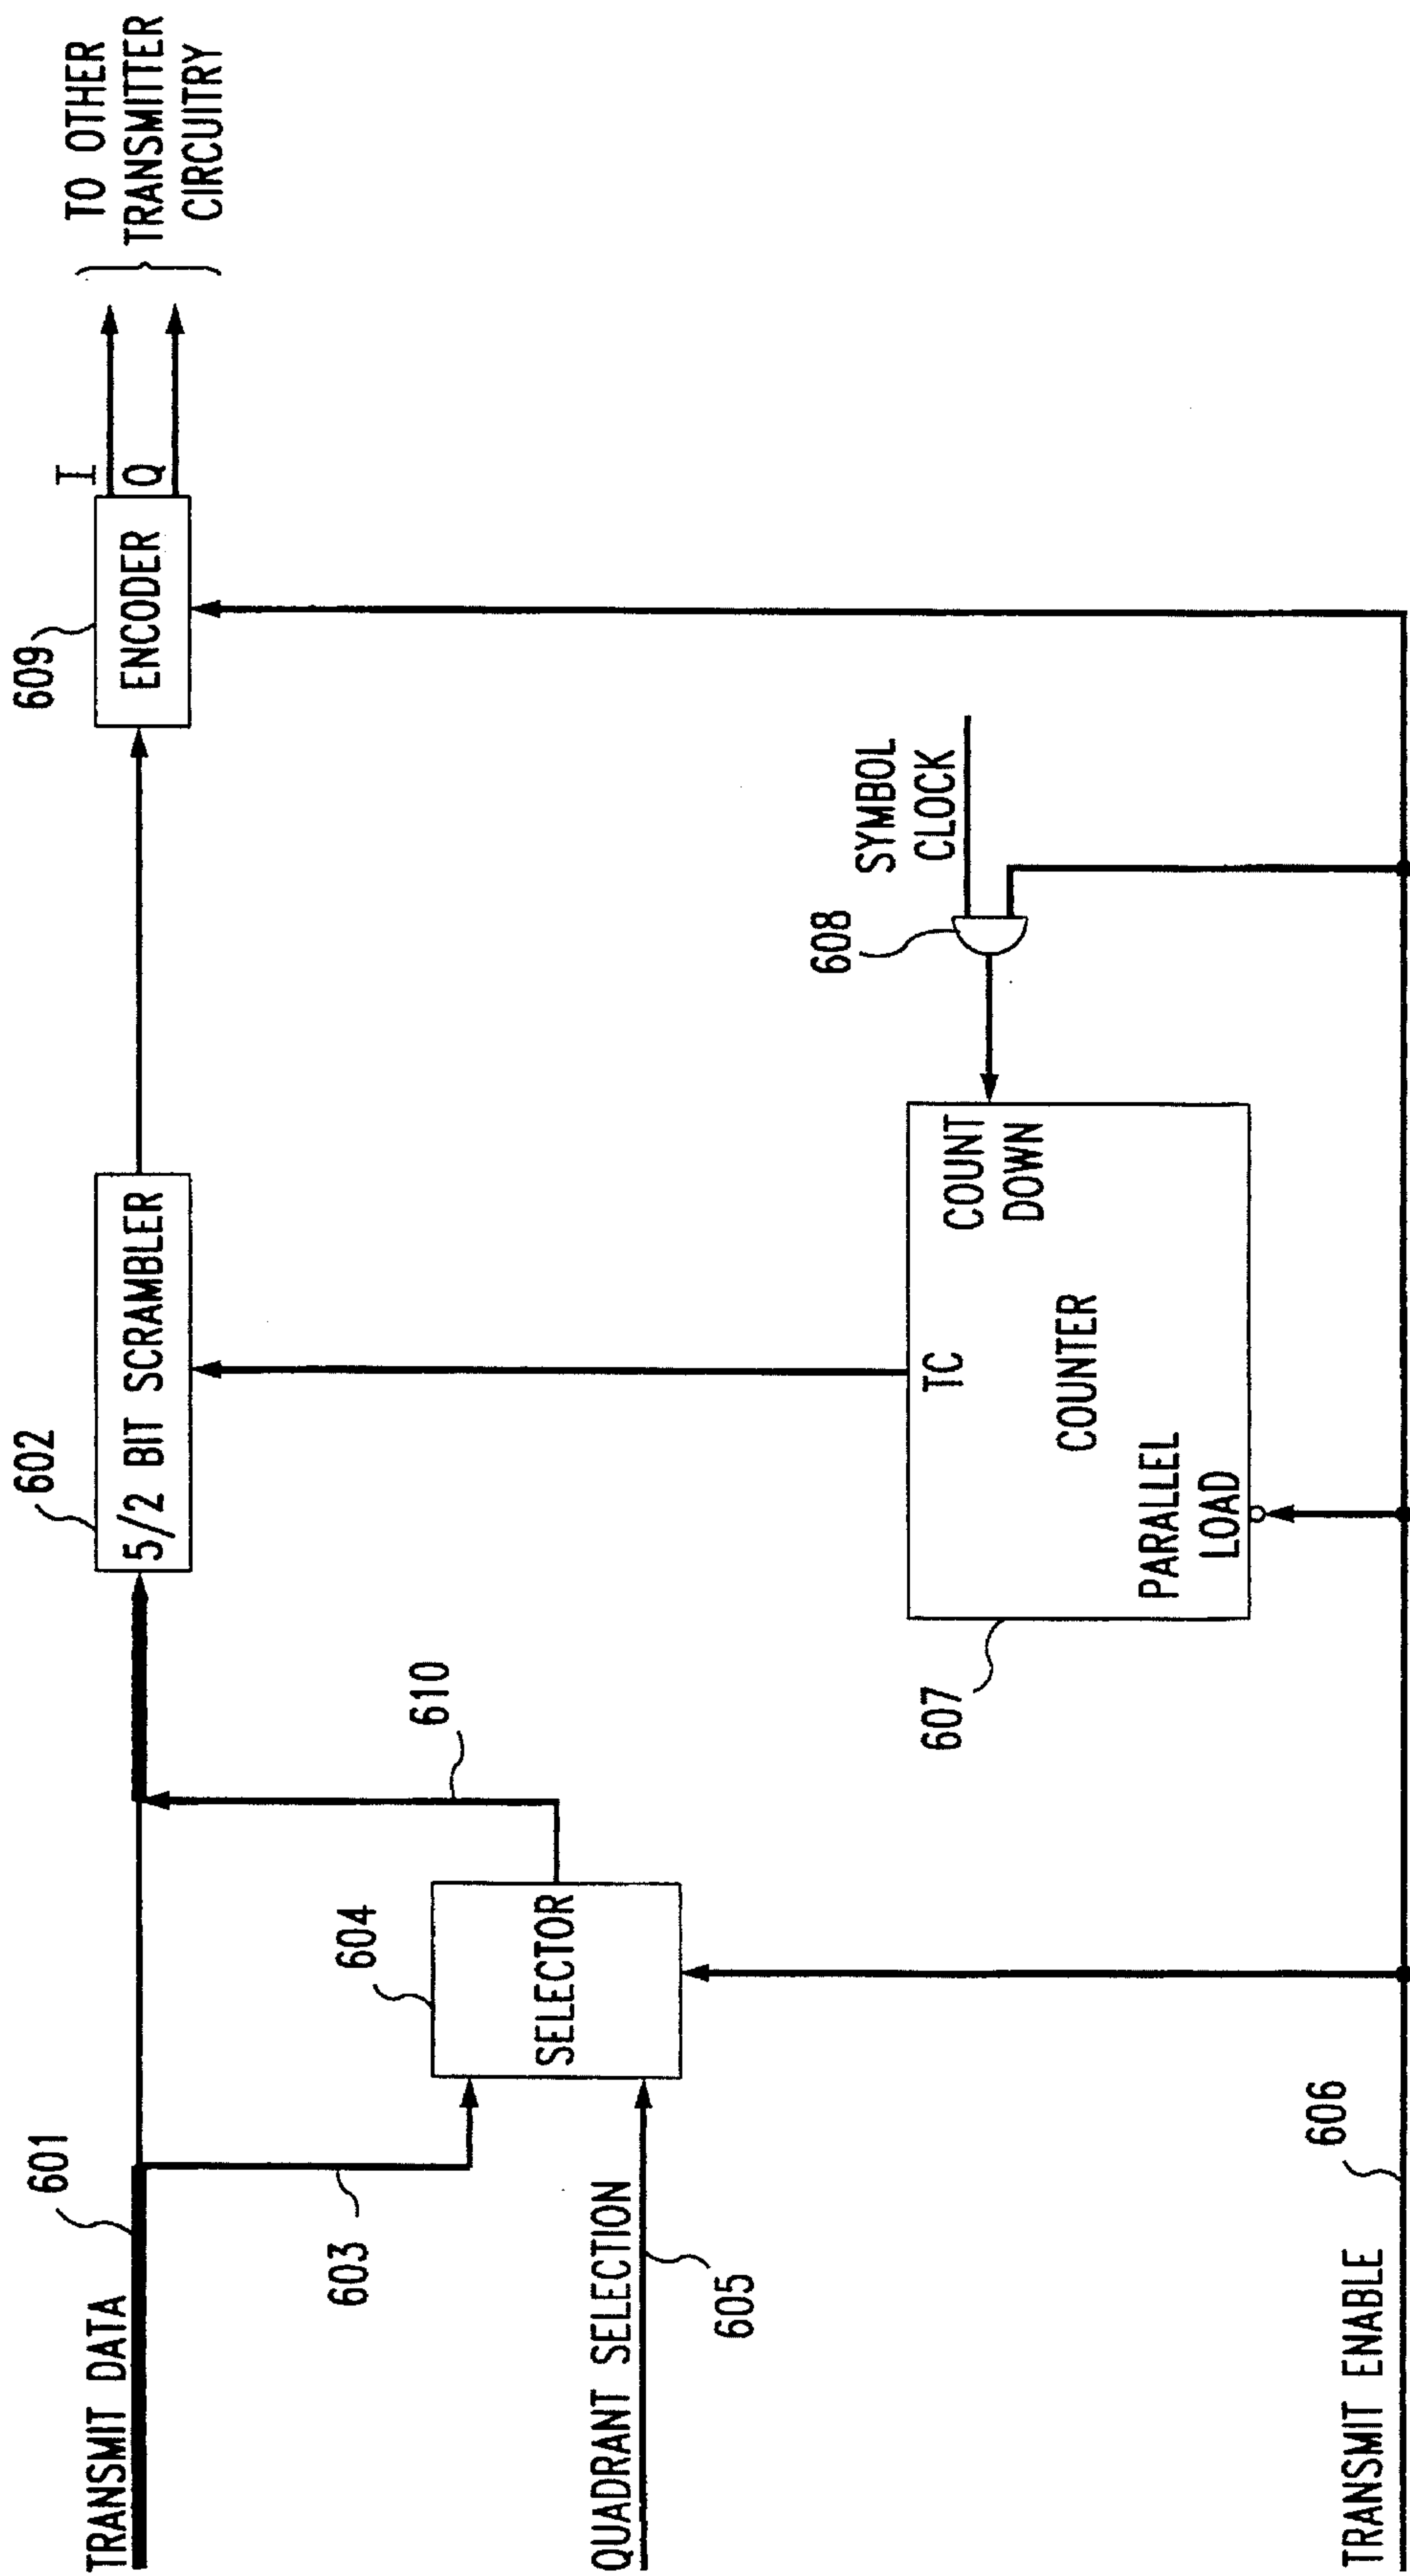 TO OTHER
TRANSMITTER
CIRCUITRY
I
Q
609
ENCODER
602
5/2 BIT SCRAMBLER
601
TRANSMIT DATA
603
604
SELECTOR
610
QUADRANT SELECTION
605
SYMBOL
CLOCK
608
COUNT
DOWN
TC
COUNTER
PARALLEL
LOAD
607
606
TRANSMIT ENABLE